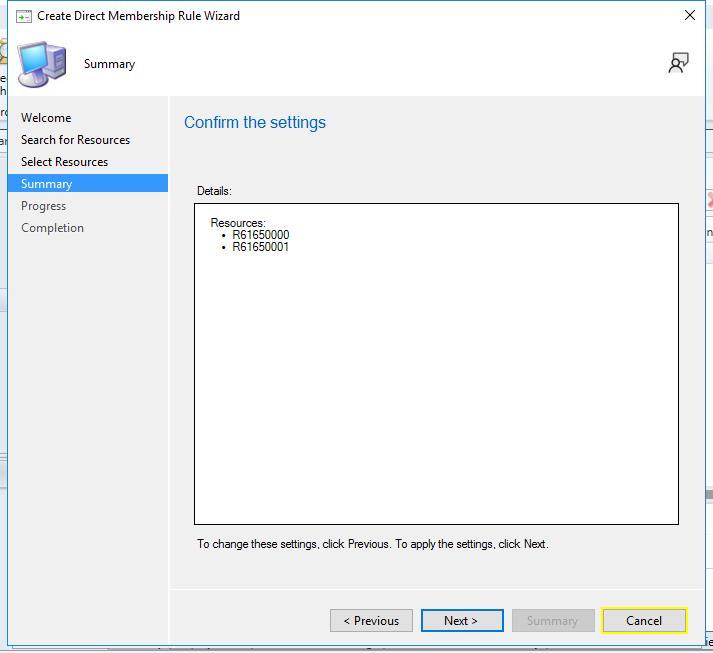 Create Direct Membership Rule Wizard
Summary
Welcome
Search for Resources
Select Resources
Summary
Progress
Completion
Confirm the settings
Details:
Resources:
• R61650000
• R61650001
To change these settings, click Previous. To apply the settings, click Next.
< Previous
Next >
Summary
Cancel